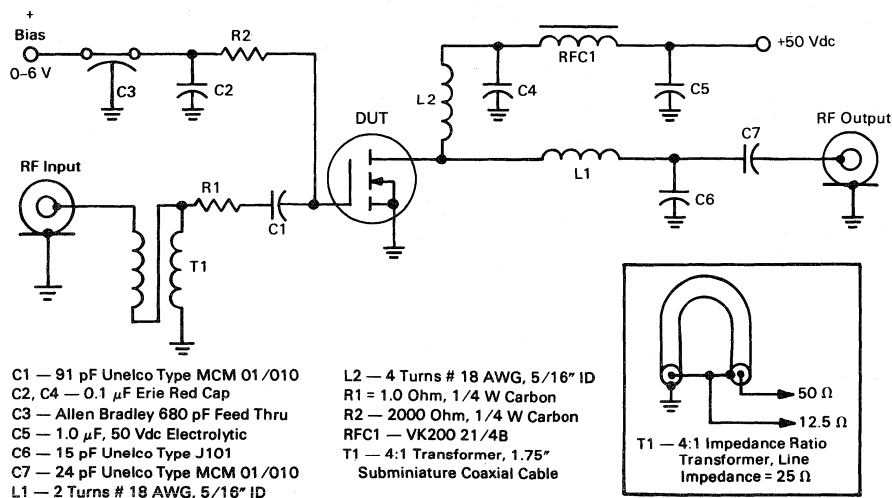 +
Bias
0–6 V
C3
C2
R2
RF Input
R1
C1
T1
DUT
L2
C4
RFC1
C5
+50 Vdc
L1
C6
C7
RF Output
C1 — 91 pF Unelco Type MCM 01/010
C2, C4 — 0.1 μF Erie Red Cap
C3 — Allen Bradley 680 pF Feed Thru
C5 — 1.0 μF, 50 Vdc Electrolytic
C6 — 15 pF Unelco Type J101
C7 — 24 pF Unelco Type MCM 01/010
L1 — 2 Turns # 18 AWG, 5/16″ ID
L2 — 4 Turns # 18 AWG, 5/16″ ID
R1 = 1.0 Ohm, 1/4 W Carbon
R2 — 2000 Ohm, 1/4 W Carbon
RFC1 — VK200 21/4B
T1 — 4:1 Transformer, 1.75″
Subminiature Coaxial Cable
50 Ω
12.5 Ω
T1 — 4:1 Impedance Ratio
Transformer, Line
Impedance = 25 Ω